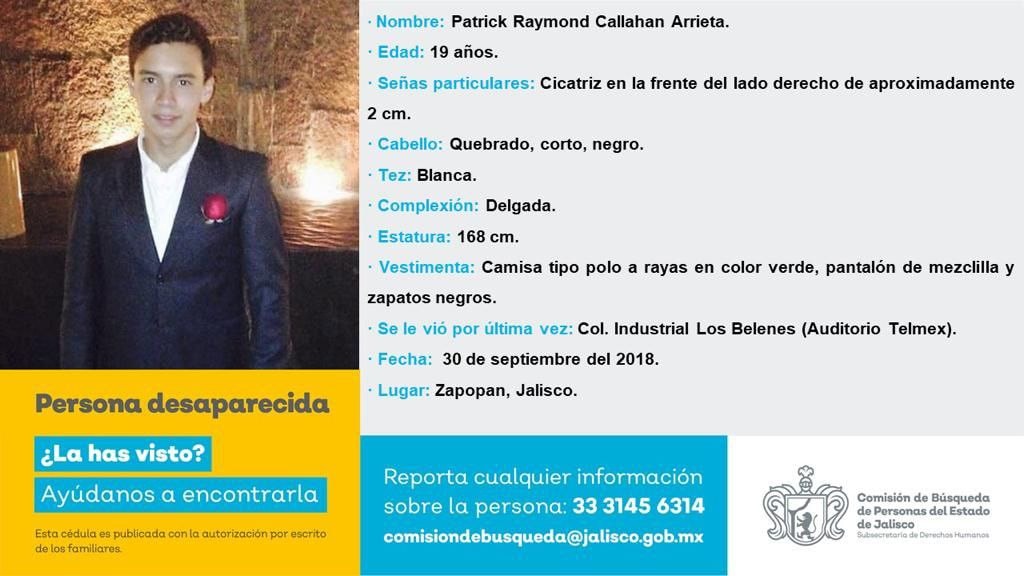 · Nombre: Patrick Raymond Callahan Arrieta.
· Edad: 19 años.
· Señas particulares: Cicatriz en la frente del lado derecho de aproximadamente
2 cm.
· Cabello: Quebrado, corto, negro.
· Tez: Blanca.
· Complexión: Delgada.
· Estatura: 168 cm.
· Vestimenta: Camisa tipo polo a rayas en color verde, pantalón de mezclilla y
zapatos negros.
· Se le vió por última vez: Col. Industrial Los Belenes (Auditorio Telmex).
· Fecha: 30 de septiembre del 2018.
· Lugar: Zapopan, Jalisco.
Persona desaparecida
¿La has visto?
Ayúdanos a encontrarla
Esta cédula es publicada con la autorización por escrito
de los familiares.
Reporta cualquier información
sobre la persona: 33 3145 6314
comisiondebusqueda@jalisco.gob.mx
Comisión de Búsqueda
de Personas del Estado
de Jalisco
Subsecretaría de Derechos Humanos